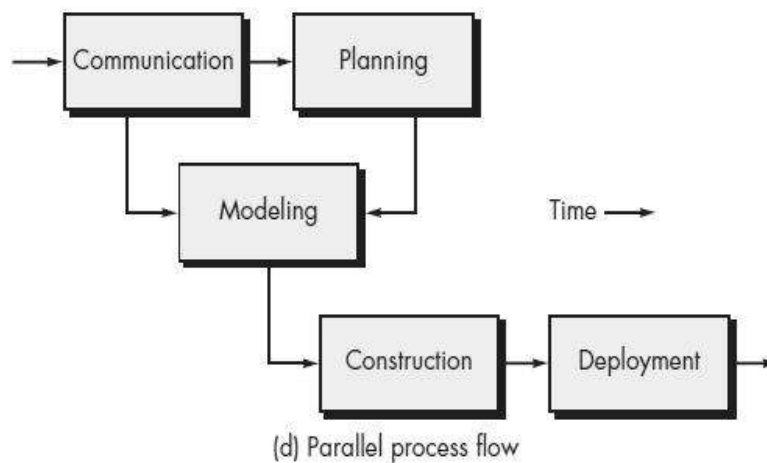 Communication
Planning
Modeling
Time
Construction
Deployment
(d) Parallel process flow